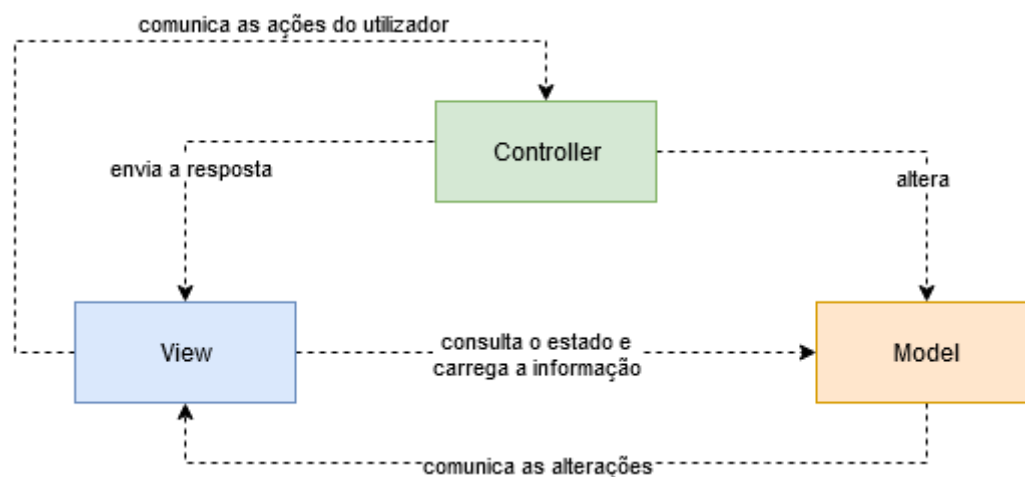 comunica as ações do utilizador
Controller
envia a resposta
altera
View
consulta o estado e
carrega a informação
Model
comunica as alterações